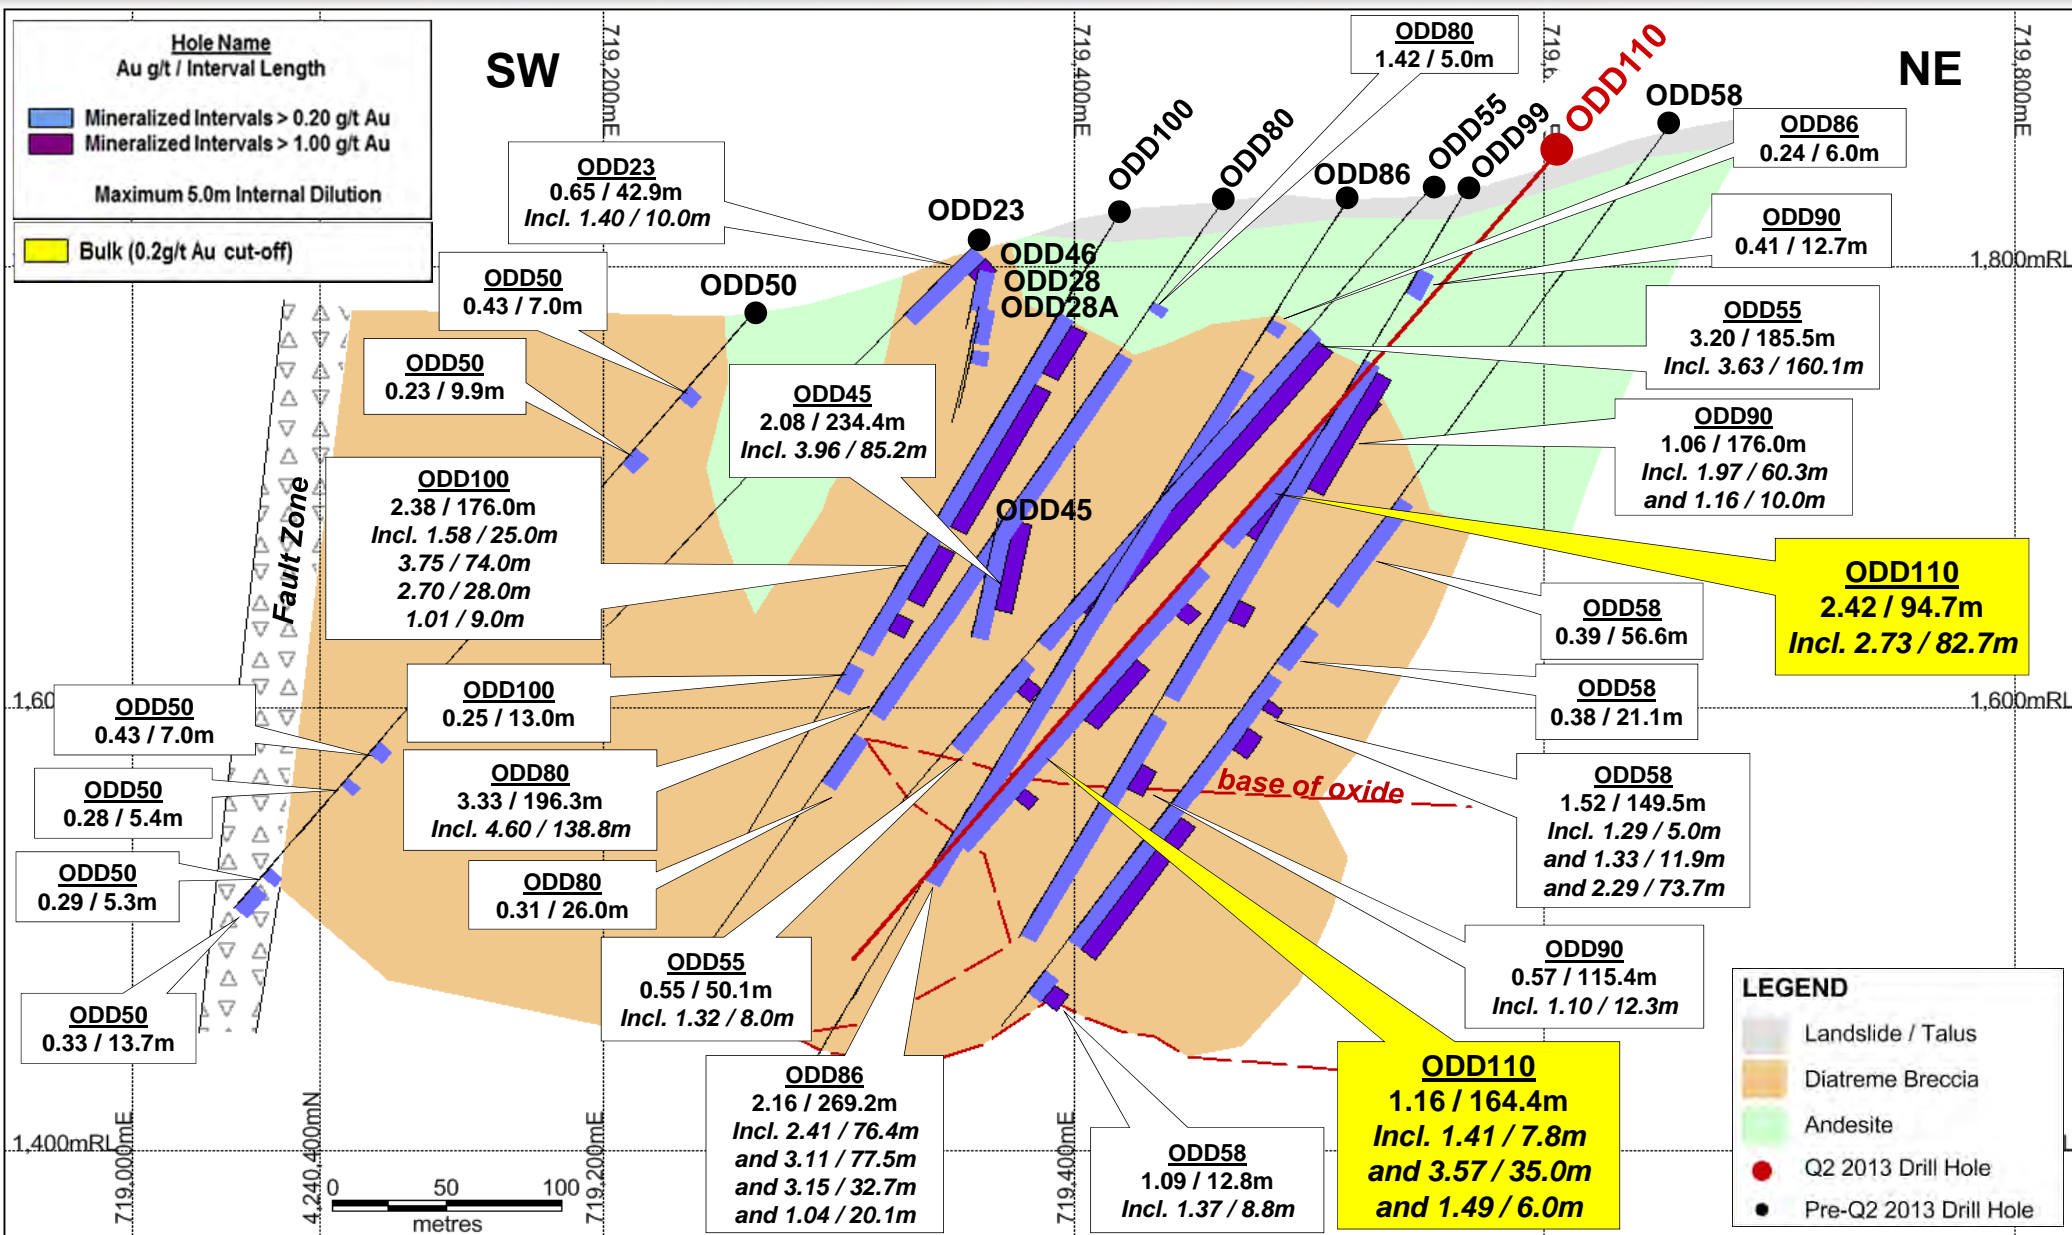 Hole Name
Au g/t / Interval Length
Mineralized Intervals > 0.20 g/t Au
Mineralized Intervals > 1.00 g/t Au
Maximum 5.0m Internal Dilution
Bulk (0.2g/t Au cut-off)
SW
NE
719,200mE
719,400mE
719,6
719,800mE
ODD110
ODD58
ODD100
ODD80
ODD86
ODD55
ODD99
ODD23
ODD46
ODD28
ODD28A
ODD50
ODD45
1,800mRL
ODD80
1.42 / 5.0m
ODD86
0.24 / 6.0m
ODD23
0.65 / 42.9m
Incl. 1.40 / 10.0m
ODD90
0.41 / 12.7m
ODD50
0.43 / 7.0m
ODD55
3.20 / 185.5m
Incl. 3.63 / 160.1m
ODD50
0.23 / 9.9m
ODD45
2.08 / 234.4m
Incl. 3.96 / 85.2m
ODD90
1.06 / 176.0m
Incl. 1.97 / 60.3m
and 1.16 / 10.0m
ODD100
2.38 / 176.0m
Incl. 1.58 / 25.0m
3.75 / 74.0m
2.70 / 28.0m
1.01 / 9.0m
Fault Zone
ODD110
2.42 / 94.7m
Incl. 2.73 / 82.7m
ODD58
0.39 / 56.6m
ODD58
0.38 / 21.1m
ODD100
0.25 / 13.0m
1,60
1,600mRL
ODD50
0.43 / 7.0m
ODD50
0.28 / 5.4m
ODD80
3.33 / 196.3m
Incl. 4.60 / 138.8m
base of oxide
ODD58
1.52 / 149.5m
Incl. 1.29 / 5.0m
and 1.33 / 11.9m
and 2.29 / 73.7m
ODD50
0.29 / 5.3m
ODD80
0.31 / 26.0m
ODD55
0.55 / 50.1m
Incl. 1.32 / 8.0m
ODD90
0.57 / 115.4m
Incl. 1.10 / 12.3m
ODD50
0.33 / 13.7m
ODD86
2.16 / 269.2m
Incl. 2.41 / 76.4m
and 3.11 / 77.5m
and 3.15 / 32.7m
and 1.04 / 20.1m
ODD58
1.09 / 12.8m
Incl. 1.37 / 8.8m
ODD110
1.16 / 164.4m
Incl. 1.41 / 7.8m
and 3.57 / 35.0m
and 1.49 / 6.0m
1,400mRL
L
719,000mE
4,240,400mN
719,200mE
719,400mE
0 50 100
metres
LEGEND
Landslide / Talus
Diatreme Breccia
Andesite
Q2 2013 Drill Hole
Pre-Q2 2013 Drill Hole